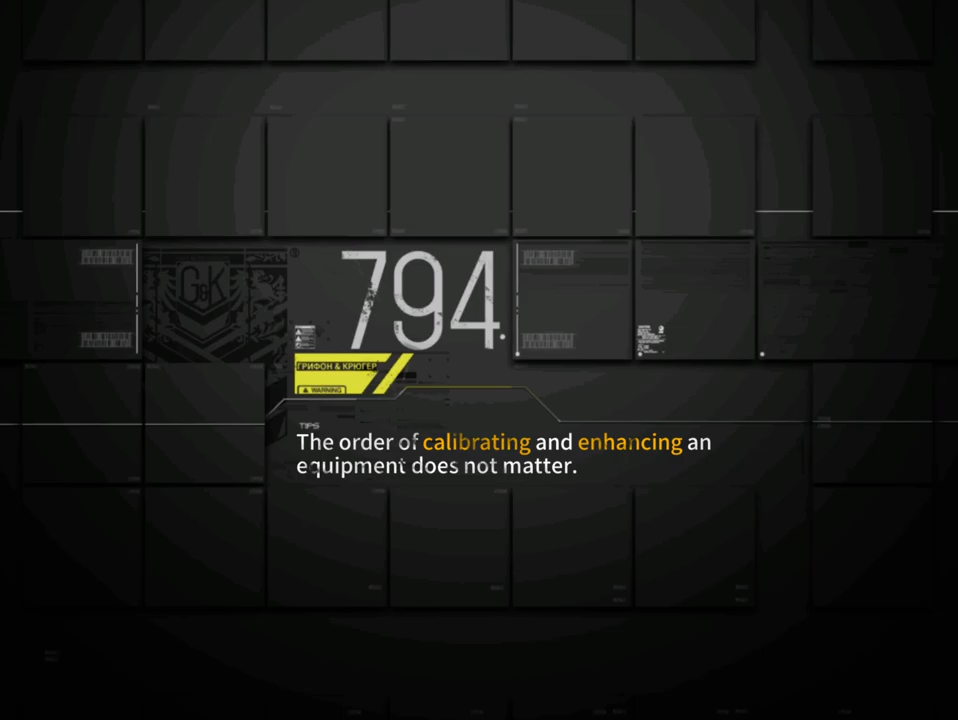 G&K
794.
ГРИФОН & КРЮГЕР
WARNING
TIPS
The order of calibrating and enhancing an
equipment does not matter.